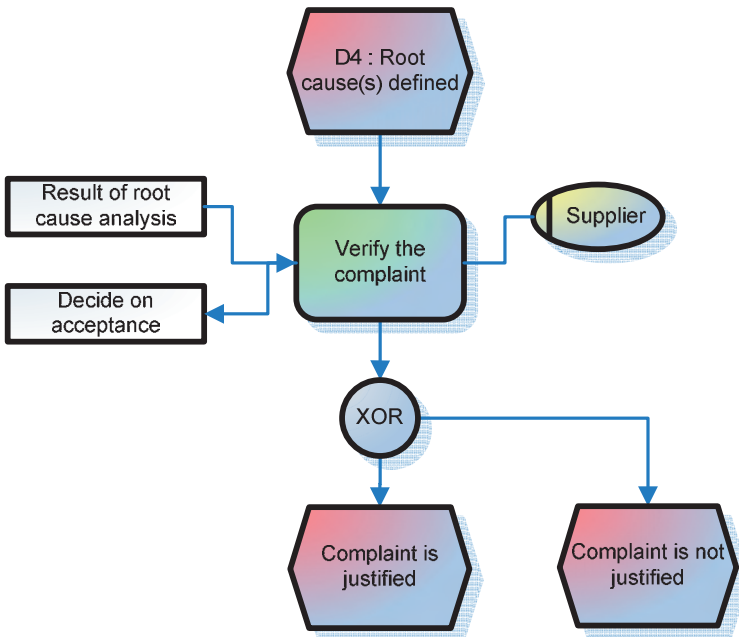 D4 : Root
cause(s) defined
Result of root
cause analysis
Verify the
complaint
Supplier
Decide on
acceptance
XOR
Complaint is
justified
Complaint is not
justified